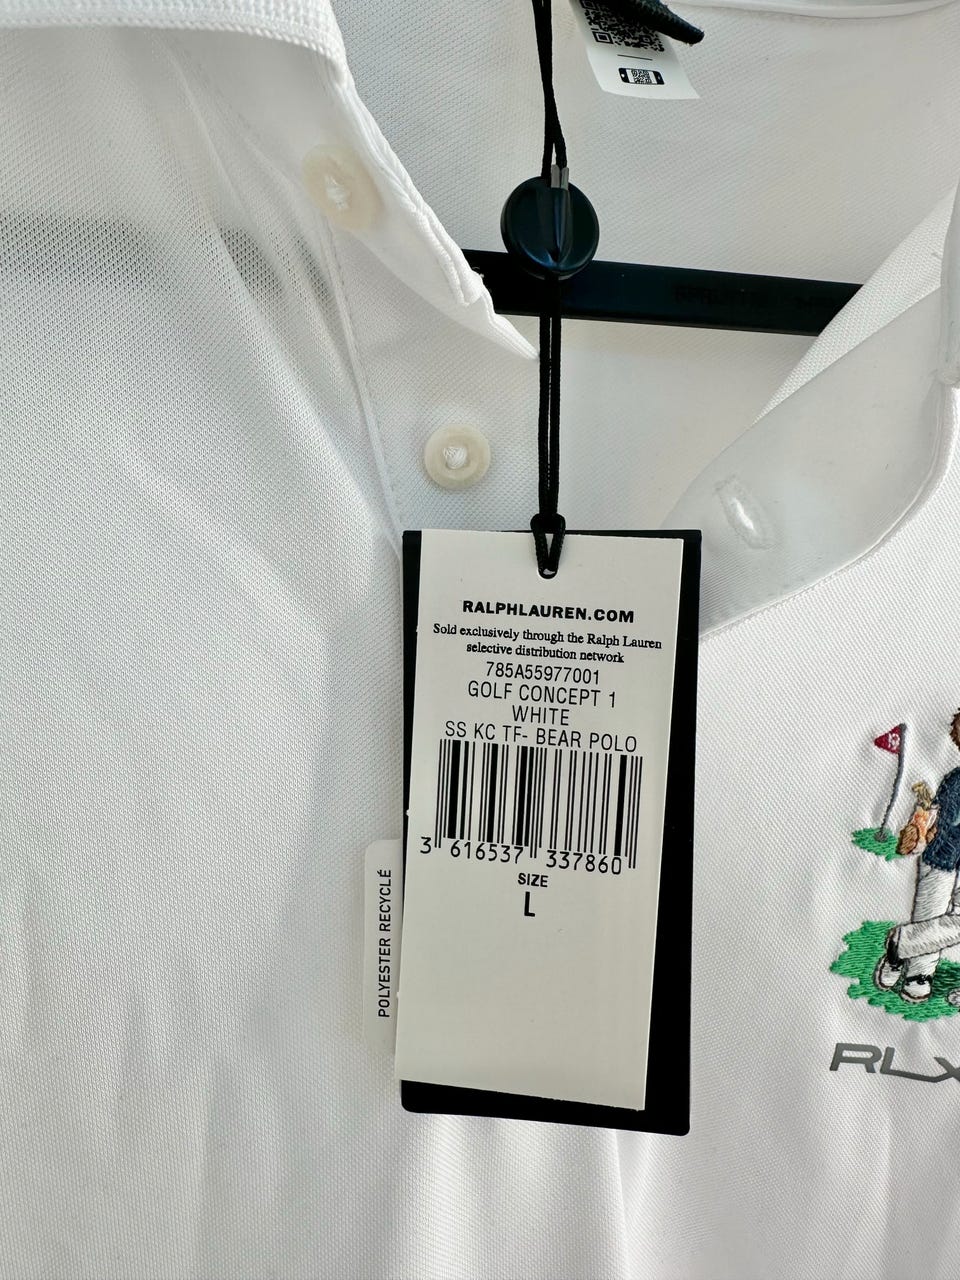 RALPHLAUREN.COM
Sold exclusively through the Ralph Lauren
selective distribution network
785A55977001
GOLF CONCEPT 1
WHITE
SS KC TF- BEAR POLO
3 616537 337860
SIZE
L
POLYESTER RECYCLÉ
RLX